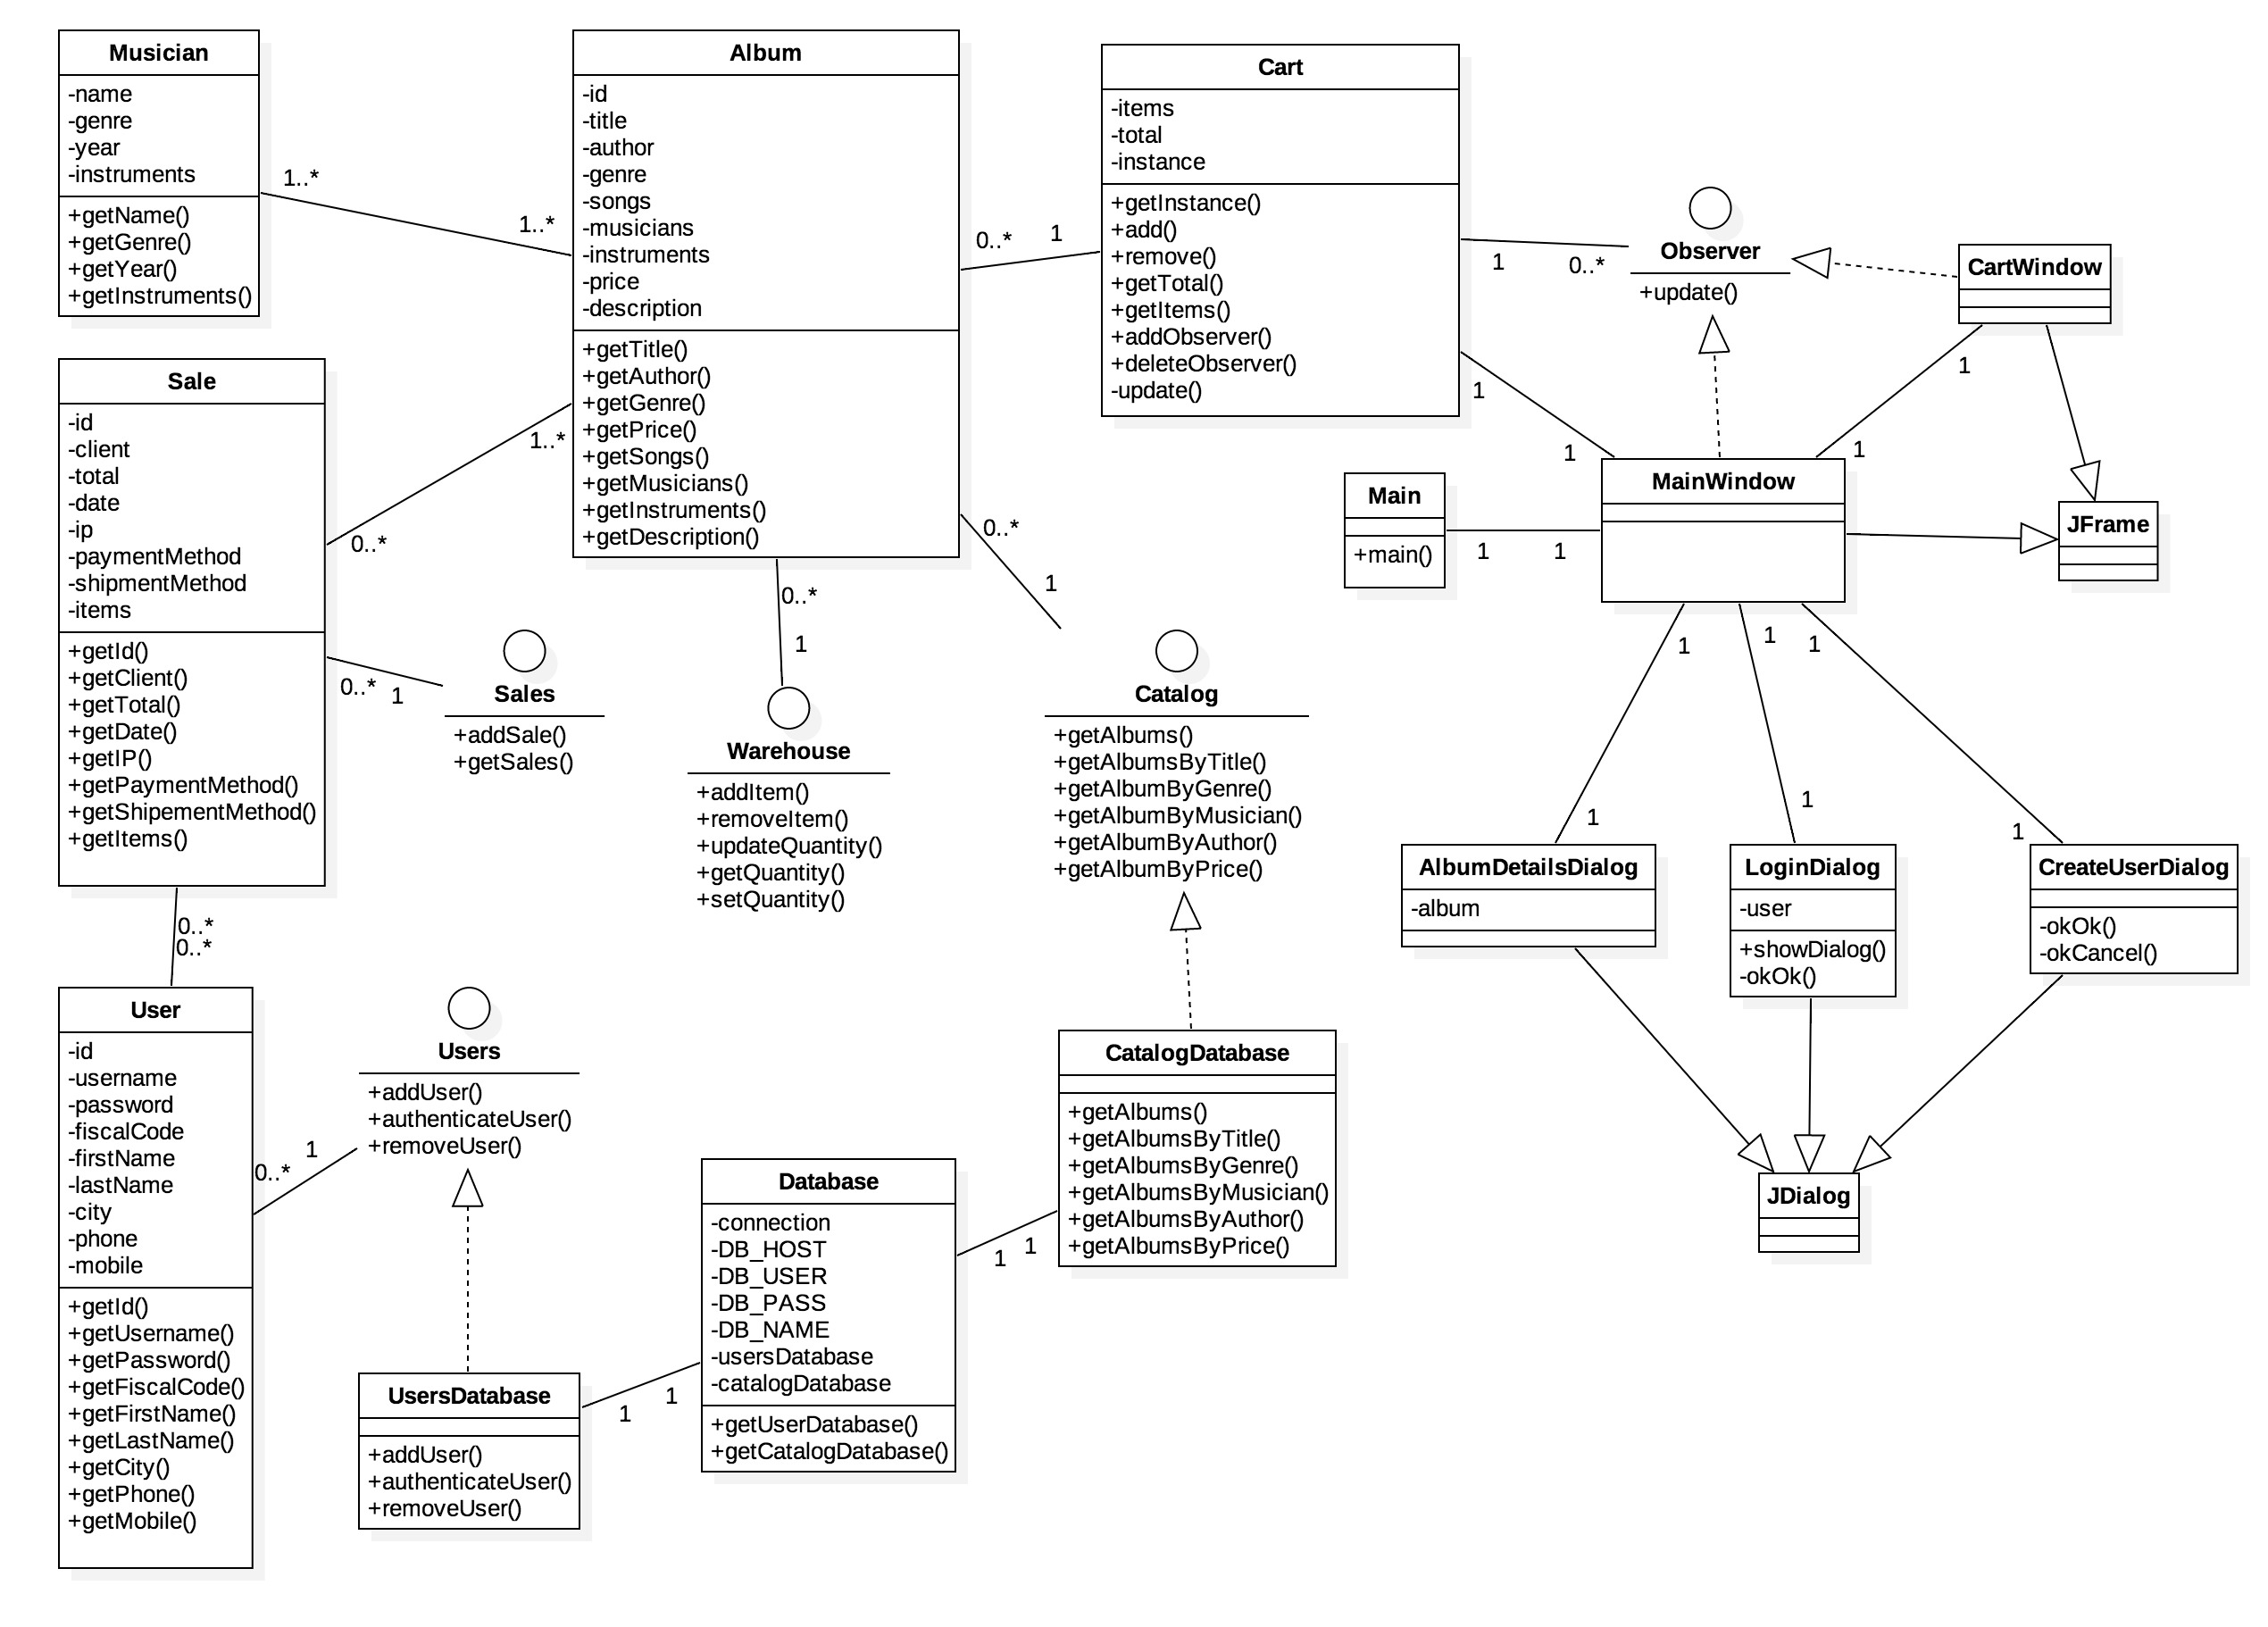 Musician
-name
-genre
-year
-instruments
+getName()
+getGenre()
+getYear()
+getInstruments()
1..*
1..*
Album
-id
-title
-author
-genre
-songs
-musicians
-instruments
-price
-description
+getTitle()
+getAuthor()
+getGenre()
+getPrice()
+getSongs()
+getMusicians()
+getInstruments()
+getDescription()
0..*
1
Cart
-items
-total
-instance
+getInstance()
+add()
+remove()
+getTotal()
+getItems()
+addObserver()
+deleteObserver()
-update()
1
0..*
Observer
+update()
CartWindow
1
1
1
1
Main
+main()
1
1
MainWindow
JFrame
Sale
-id
-client
-total
-date
-ip
-paymentMethod
-shipmentMethod
-items
+getId()
+getClient()
+getTotal()
+getDate()
+getIP()
+getPaymentMethod()
+getShipementMethod()
+getItems()
1..*
0..*
0..*
1
Sales
+addSale()
+getSales()
0..*
1
Warehouse
+addItem()
+removeItem()
+updateQuantity()
+getQuantity()
+setQuantity()
0..*
1
Catalog
+getAlbums()
+getAlbumsByTitle()
+getAlbumByGenre()
+getAlbumByMusician()
+getAlbumByAuthor()
+getAlbumByPrice()
1
1
1
1
1
1
AlbumDetailsDialog
-album
LoginDialog
-user
+showDialog()
-okOk()
CreateUserDialog
-okOk()
-okCancel()
JDialog
0..*
0..*
User
-id
-username
-password
-fiscalCode
-firstName
-lastName
-city
-phone
-mobile
+getId()
+getUsername()
+getPassword()
+getFiscalCode()
+getFirstName()
+getLastName()
+getCity()
+getPhone()
+getMobile()
0..*
1
Users
+addUser()
+authenticateUser()
+removeUser()
UsersDatabase
+addUser()
+authenticateUser()
+removeUser()
1
1
Database
-connection
-DB_HOST
-DB_USER
-DB_PASS
-DB_NAME
-usersDatabase
-catalogDatabase
+getUserDatabase()
+getCatalogDatabase()
1
1
CatalogDatabase
+getAlbums()
+getAlbumsByTitle()
+getAlbumsByGenre()
+getAlbumsByMusician()
+getAlbumsByAuthor()
+getAlbumsByPrice()